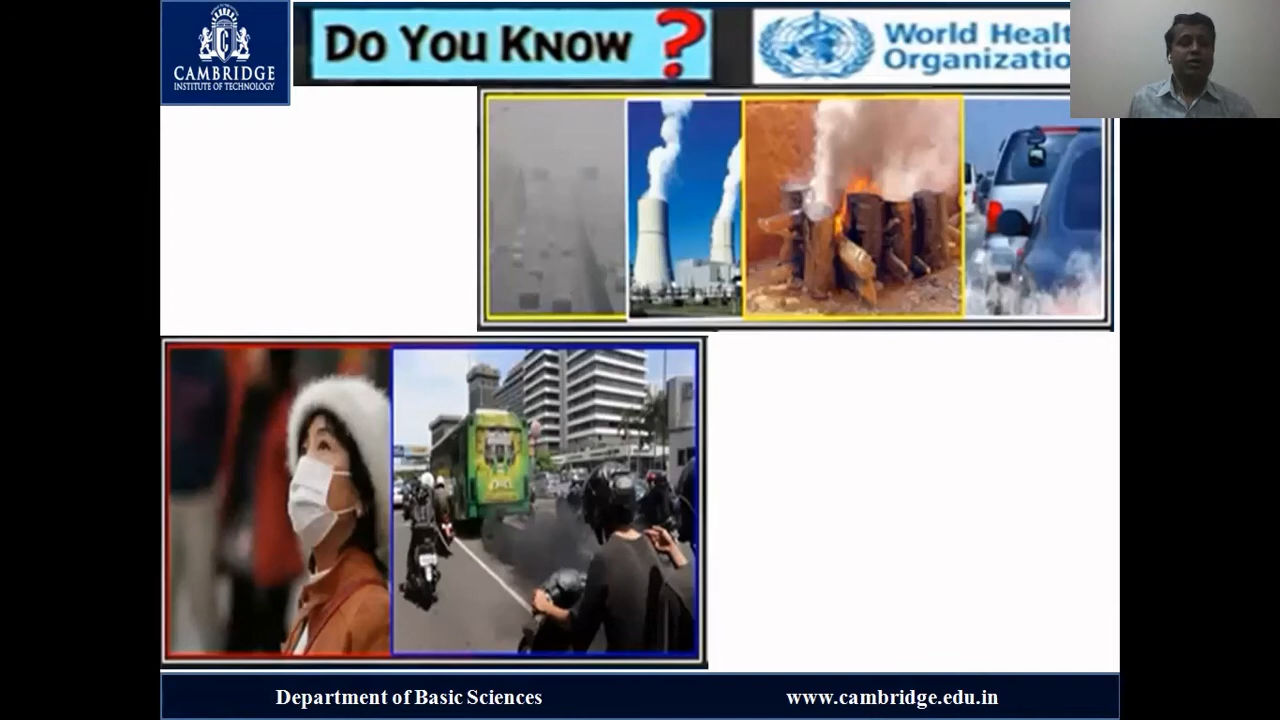 CAMBRIDGE
INSTITUTE OF TECHNOLOGY
DO YOU KNOW ?
World Healt
Organizatio
Department of Basic Sciences
www.cambridge.edu.in